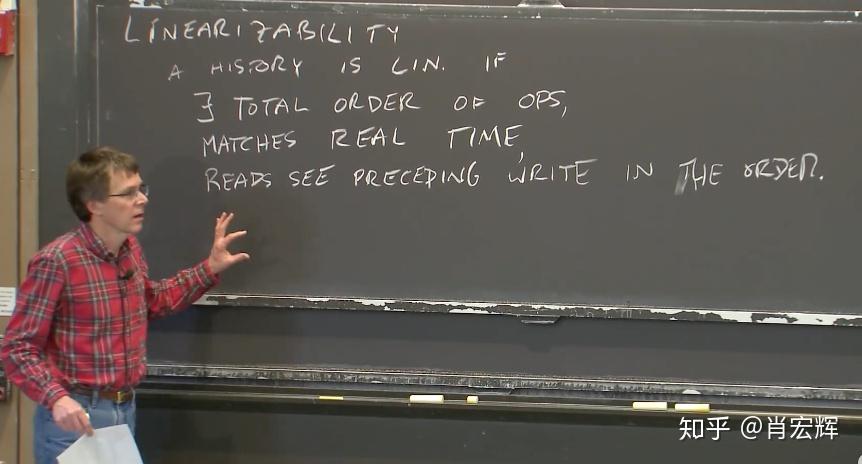 LINEARIZABILITY
A HISTORY IS LIN. IF
∃ TOTAL ORDER OF OPS,
MATCHES REAL TIME,
READS SEE PRECEDING WRITE IN THE ORDER.
知乎 @肖宏辉